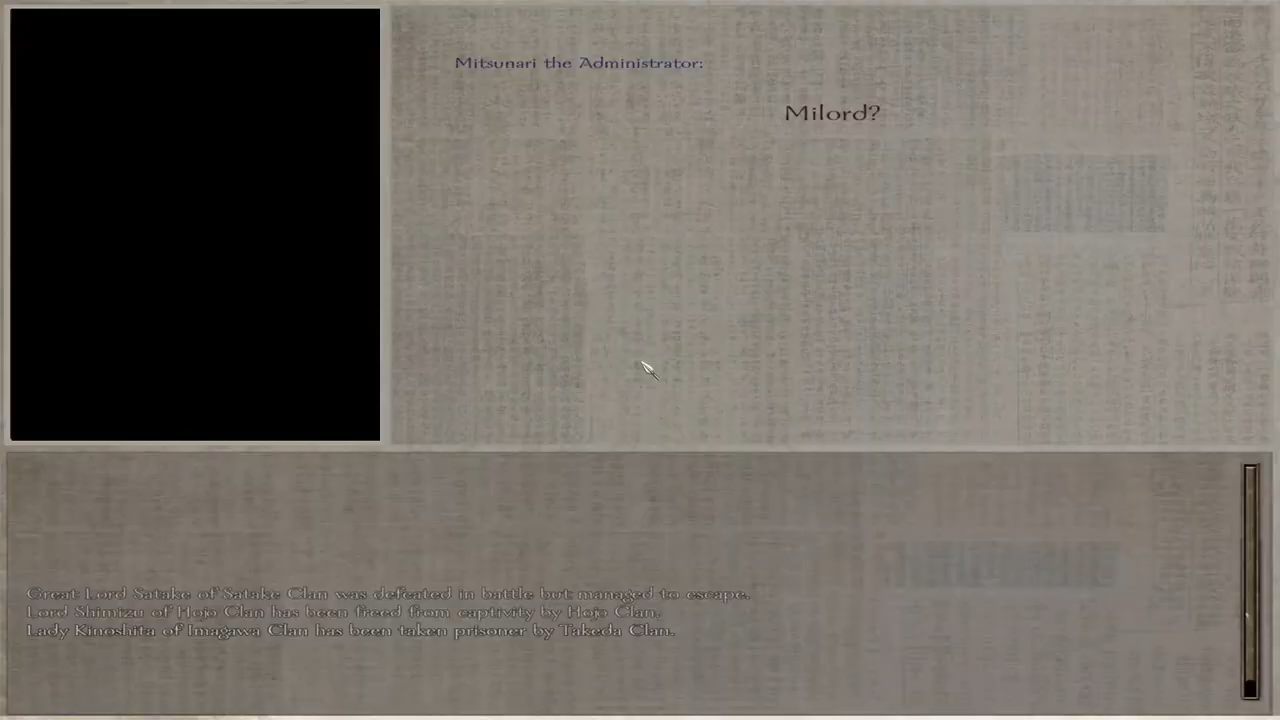 Mitsunari the Administrator:
Milord?
Great Lord Satake of Satake Clan was defeated in battle but managed to escape.
Lord Shimizu of Hojo Clan has been freed from captivity by Hojo Clan.
Lady Kinoshita of Imagawa Clan has been taken prisoner by Takeda Clan.